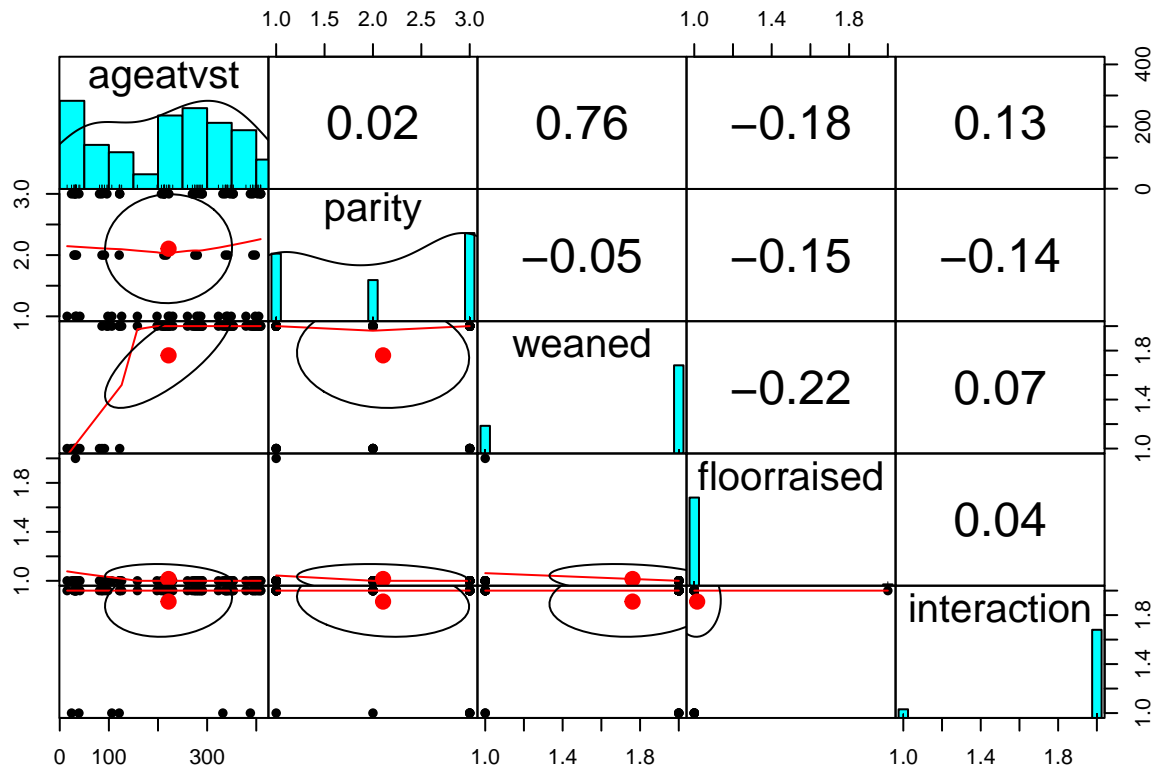 1.0 1.5 2.0 2.5 3.0 1.0 1.4 1.8
ageatvst 0.02 0.76 −0.18 0.13 0 200 400
1.0 2.0 3.0 parity −0.05 −0.15 −0.14
weaned −0.22 0.07 1.0 1.4 1.8
1.0 1.4 1.8 floorraised 0.04
interaction 1.0 1.4 1.8
0 100 300 1.0 1.4 1.8 1.0 1.4 1.8